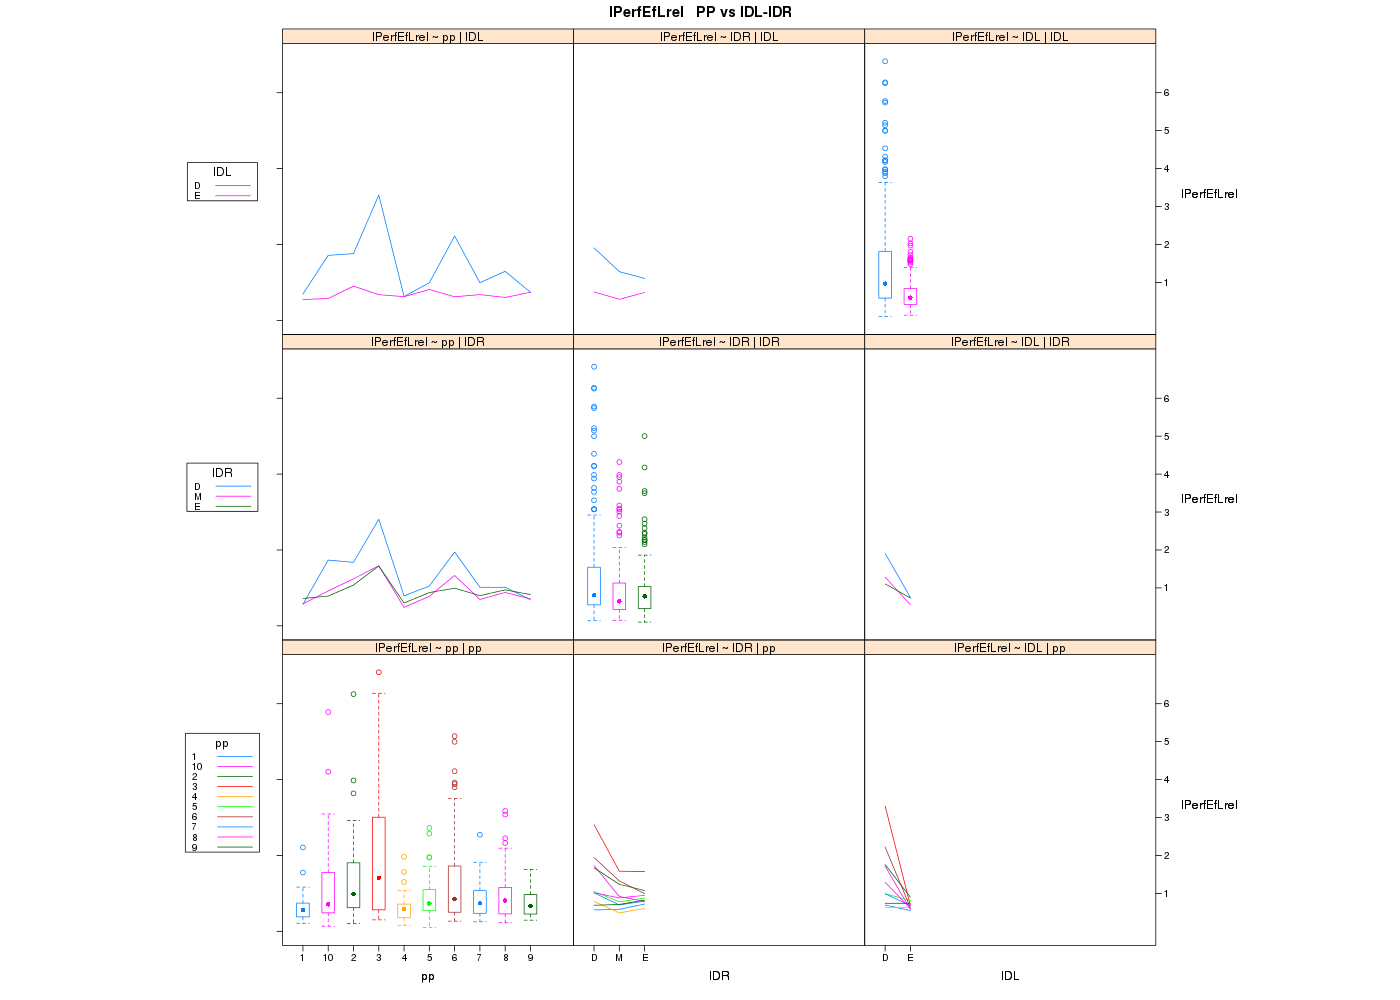 IPerfEfLrel   PP vs IDL-IDR
IPerfEfLrel ~ pp | IDL
IPerfEfLrel ~ IDR | IDL
IPerfEfLrel ~ IDL | IDL
IDL
D
E
6
5
4
3
2
1
IPerfEfLrel
IPerfEfLrel ~ pp | IDR
IPerfEfLrel ~ IDR | IDR
IPerfEfLrel ~ IDL | IDR
IDR
D
M
E
6
5
4
3
2
1
IPerfEfLrel
IPerfEfLrel ~ pp | pp
IPerfEfLrel ~ IDR | pp
IPerfEfLrel ~ IDL | pp
pp
1
10
2
3
4
5
6
7
8
9
6
5
4
3
2
1
IPerfEfLrel
1 10 2 3 4 5 6 7 8 9
D M E
D E
pp
IDR
IDL